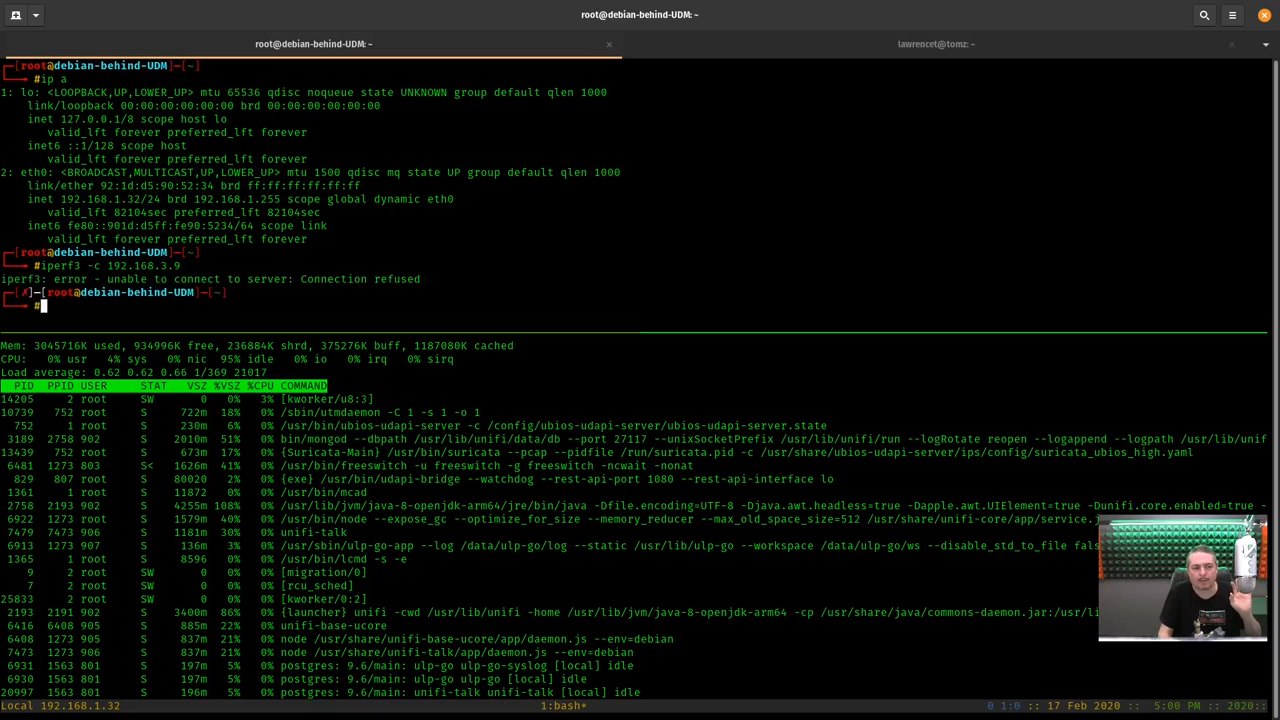 root@debian-behind-UDM: ~
root@debian-behind-UDM: ~ × lawrencet@tomz: ~ ×
┌─[root@debian-behind-UDM]─[~]
└──╼ #ip a
1: lo: <LOOPBACK,UP,LOWER_UP> mtu 65536 qdisc noqueue state UNKNOWN group default qlen 1000
link/loopback 00:00:00:00:00:00 brd 00:00:00:00:00:00
inet 127.0.0.1/8 scope host lo
valid_lft forever preferred_lft forever
inet6 ::1/128 scope host
valid_lft forever preferred_lft forever
2: eth0: <BROADCAST,MULTICAST,UP,LOWER_UP> mtu 1500 qdisc mq state UP group default qlen 1000
link/ether 92:1d:d5:90:52:34 brd ff:ff:ff:ff:ff:ff
inet 192.168.1.32/24 brd 192.168.1.255 scope global dynamic eth0
valid_lft 82104sec preferred_lft 82104sec
inet6 fe80::901d:d5ff:fe90:5234/64 scope link
valid_lft forever preferred_lft forever
┌─[root@debian-behind-UDM]─[~]
└──╼ #iperf3 -c 192.168.3.9
iperf3: error - unable to connect to server: Connection refused
┌─[✗]─[root@debian-behind-UDM]─[~]
└──╼ #
Mem: 3045716K used, 934996K free, 236884K shrd, 375276K buff, 1187080K cached
CPU: 0% usr 4% sys 0% nic 95% idle 0% io 0% irq 0% sirq
Load average: 0.62 0.62 0.66 1/369 21017
PID PPID USER STAT VSZ %VSZ %CPU COMMAND
14205 2 root SW 0 0% 3% [kworker/u8:3]
10739 752 root S 722m 18% 0% /sbin/utmdaemon -C 1 -s 1 -o 1
752 1 root S 230m 6% 0% /usr/bin/ubios-udapi-server -c /config/ubios-udapi-server/ubios-udapi-server.state
3189 2758 902 S 2010m 51% 0% bin/mongod --dbpath /usr/lib/unifi/data/db --port 27117 --unixSocketPrefix /usr/lib/unifi/run --logRotate reopen --logappend --logpath /usr/lib/unif
13439 752 root S 673m 17% 0% {Suricata-Main} /usr/bin/suricata --pcap --pidfile /run/suricata.pid -c /usr/share/ubios-udapi-server/ips/config/suricata_ubios_high.yaml
6481 1273 803 S< 1626m 41% 0% /usr/bin/freeswitch -u freeswitch -g freeswitch -ncwait -nonat
829 807 root S 80020 2% 0% {exe} /usr/bin/udapi-bridge --watchdog --rest-api-port 1080 --rest-api-interface lo
1361 1 root S 11872 0% 0% /usr/bin/mcad
2758 2193 902 S 4255m 108% 0% /usr/lib/jvm/java-8-openjdk-arm64/jre/bin/java -Dfile.encoding=UTF-8 -Djava.awt.headless=true -Dapple.awt.UIElement=true -Dunifi.core.enabled=true -
6922 1273 root S 1579m 40% 0% /usr/bin/node --expose_gc --optimize_for_size --memory_reducer --max_old_space_size=512 /usr/share/unifi-core/app/service.j
7479 7473 906 S 1181m 30% 0% unifi-talk
6913 1273 907 S 136m 3% 0% /usr/sbin/ulp-go-app --log /data/ulp-go/log --static /usr/lib/ulp-go --workspace /data/ulp-go/ws --disable_std_to_file fals
1365 1 root S 8596 0% 0% /usr/bin/lcmd -s -e
9 2 root SW 0 0% 0% [migration/0]
7 2 root SW 0 0% 0% [rcu_sched]
25833 2 root SW 0 0% 0% [kworker/0:2]
2193 2191 902 S 3400m 86% 0% {launcher} unifi -cwd /usr/lib/unifi -home /usr/lib/jvm/java-8-openjdk-arm64 -cp /usr/share/java/commons-daemon.jar:/usr/li
6416 6408 905 S 885m 22% 0% unifi-base-ucore
6408 1273 905 S 837m 21% 0% node /usr/share/unifi-base-ucore/app/daemon.js --env=debian
7473 1273 906 S 837m 21% 0% node /usr/share/unifi-talk/app/daemon.js --env=debian
6931 1563 801 S 197m 5% 0% postgres: 9.6/main: ulp-go ulp-go-syslog [local] idle
6930 1563 801 S 197m 5% 0% postgres: 9.6/main: ulp-go ulp-go [local] idle
20997 1563 801 S 196m 5% 0% postgres: 9.6/main: unifi-talk unifi-talk [local] idle
Local 192.168.1.32 1:bash* 0 1:0 :: 17 Feb 2020 :: 5:00 PM :: 2020::